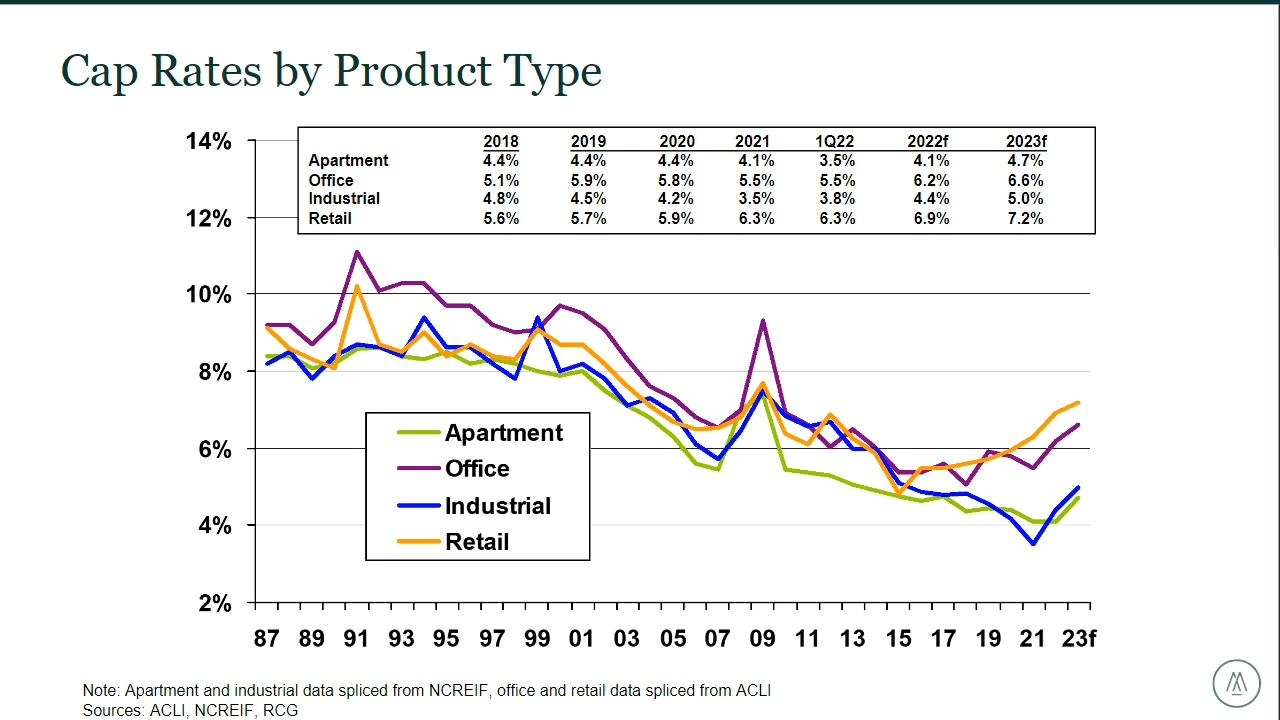 Cap Rates by Product Type
14%
12%
10%
8%
6%
4%
2%
2018 2019 2020 2021 1Q22 2022f 2023f
Apartment 4.4% 4.4% 4.4% 4.1% 3.5% 4.1% 4.7%
Office 5.1% 5.9% 5.8% 5.5% 5.5% 6.2% 6.6%
Industrial 4.8% 4.5% 4.2% 3.5% 3.8% 4.4% 5.0%
Retail 5.6% 5.7% 5.9% 6.3% 6.3% 6.9% 7.2%
Apartment
Office
Industrial
Retail
87 89 91 93 95 97 99 01 03 05 07 09 11 13 15 17 19 21 23f
Note: Apartment and industrial data spliced from NCREIF, office and retail data spliced from ACLI
Sources: ACLI, NCREIF, RCG